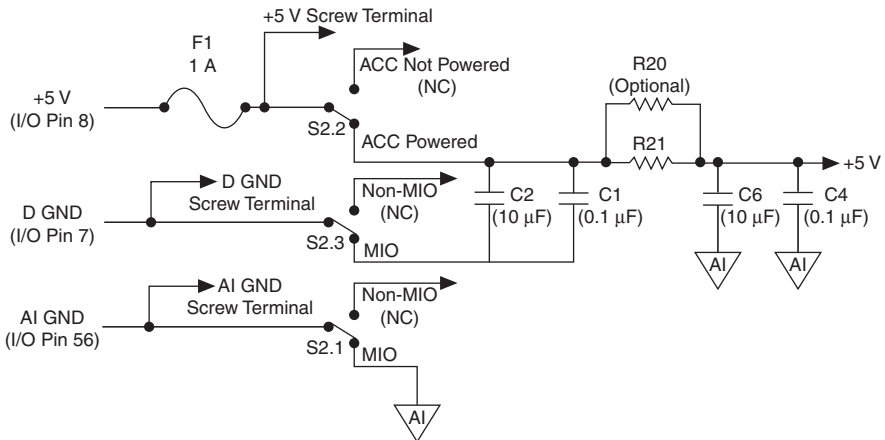 +5 V Screw Terminal
F1
1 A
ACC Not Powered
(NC)
R20
(Optional)
+5 V
(I/O Pin 8)
S2.2
ACC Powered
R21
+5 V
D GND
Screw Terminal
Non-MIO
(NC)
C2
(10 µF)
C1
(0.1 µF)
C6
(10 µF)
C4
(0.1 µF)
D GND
(I/O Pin 7)
S2.3
MIO
AI
AI
AI GND
Screw Terminal
Non-MIO
(NC)
AI GND
(I/O Pin 56)
S2.1
MIO
AI